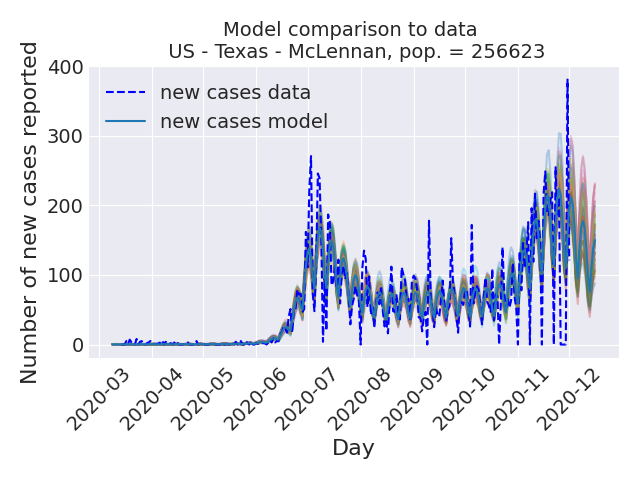 Model comparison to data
US - Texas - McLennan, pop. = 256623
Number of new cases reported
400
300
200
100
0
new cases data
new cases model
2020-03
2020-04
2020-05
2020-06
2020-07
2020-08
2020-09
2020-10
2020-11
2020-12
Day